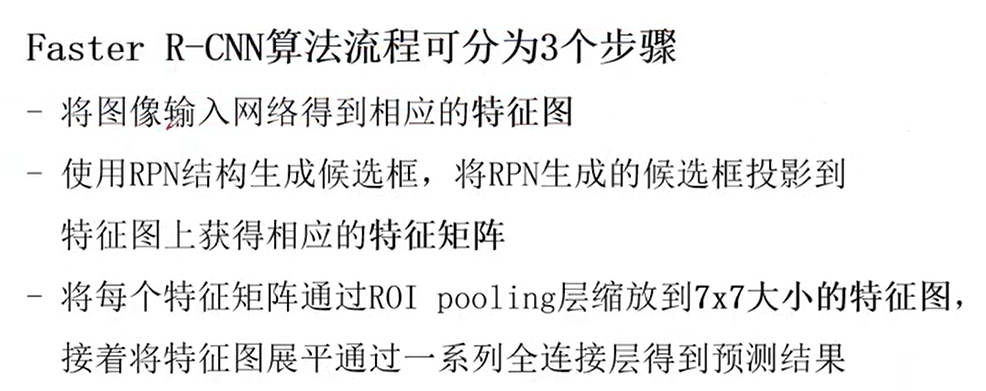 Faster R-CNN算法流程可分为3个步骤
- 将图像输入网络得到相应的特征图
- 使用RPN结构生成候选框，将RPN生成的候选框投影到
特征图上获得相应的特征矩阵
- 将每个特征矩阵通过ROI pooling层缩放到7x7大小的特征图，
接着将特征图展平通过一系列全连接层得到预测结果